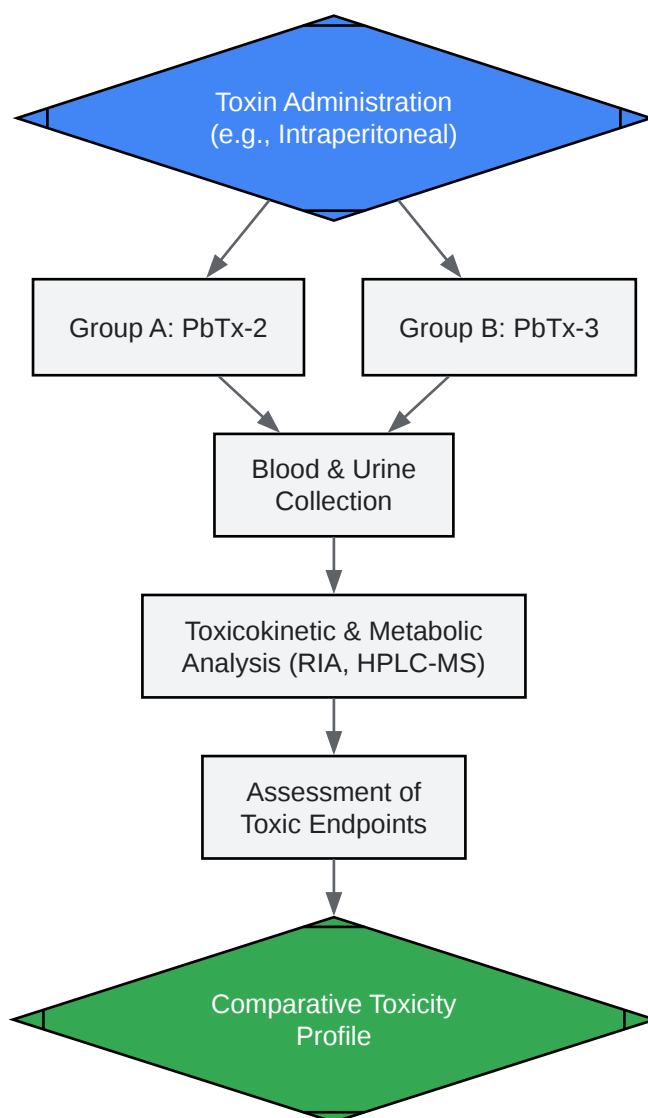 Toxin Administration
(e.g., Intraperitoneal)
Group A: PbTx-2
Group B: PbTx-3
Blood & Urine
Collection
Toxicokinetic & Metabolic
Analysis (RIA, HPLC-MS)
Assessment of
Toxic Endpoints
Comparative Toxicity
Profile